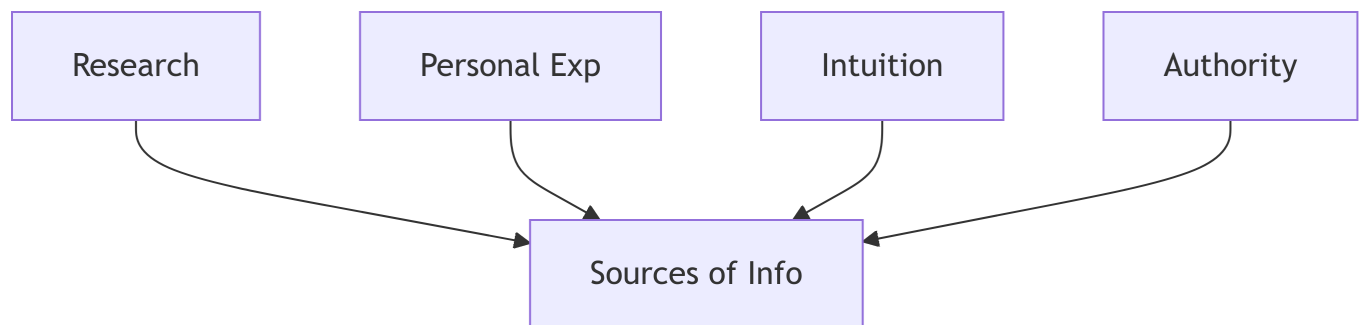 Research
Personal Exp
Intuition
Authority
Sources of Info